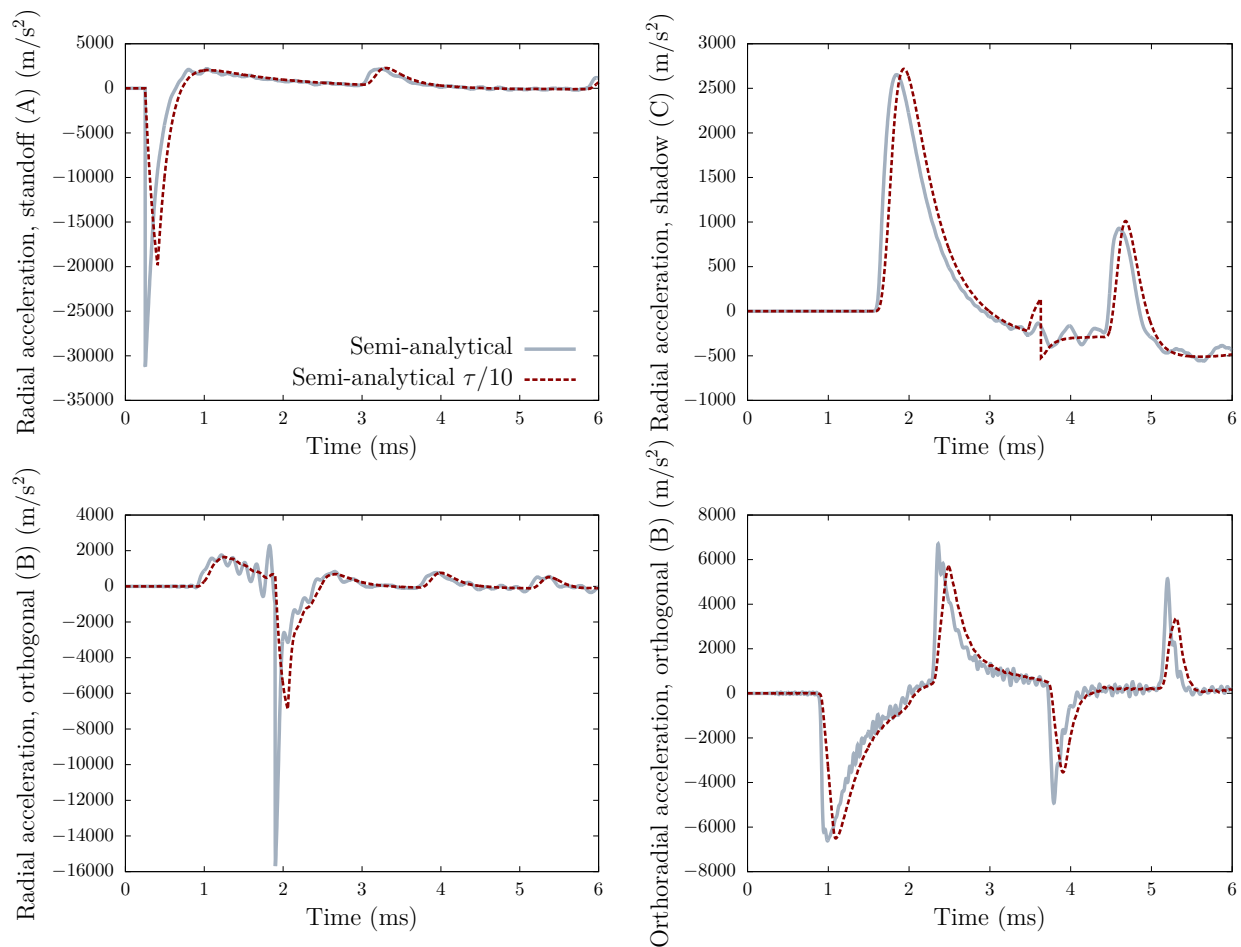 Radial acceleration, standoff (A) (m/s²)
5000
0
−5000
−10000
−15000
−20000
−25000
−30000
−35000
Semi-analytical
Semi-analytical τ/10
0 1 2 3 4 5 6
Time (ms)
Radial acceleration, shadow (C) (m/s²)
3000
2500
2000
1500
1000
500
0
−500
−1000
0 1 2 3 4 5 6
Time (ms)
Radial acceleration, orthogonal (B) (m/s²)
4000
2000
0
−2000
−4000
−6000
−8000
−10000
−12000
−14000
−16000
0 1 2 3 4 5 6
Time (ms)
Orthoradial acceleration, orthogonal (B) (m/s²)
8000
6000
4000
2000
0
−2000
−4000
−6000
−8000
0 1 2 3 4 5 6
Time (ms)